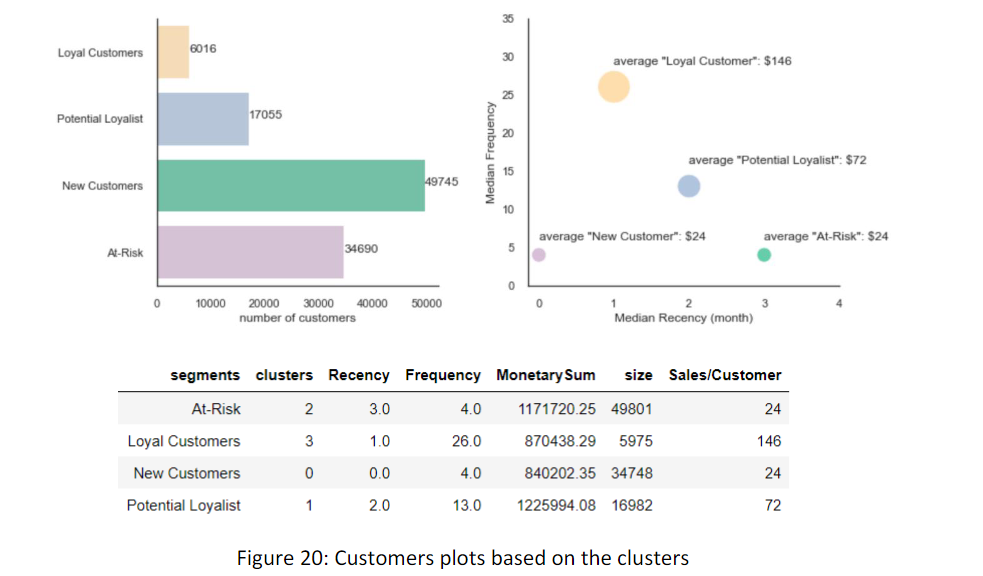 Loyal Customers
6016
Potential Loyalist
17055
New Customers
49745
At-Risk
34690
0 10000 20000 30000 40000 50000
number of customers
35
30
25
20
15
10
5
0
Median Frequency
average "Loyal Customer": $146
average "Potential Loyalist": $72
average "New Customer": $24
average "At-Risk": $24
0 1 2 3 4
Median Recency (month)
segments clusters Recency Frequency MonetarySum size Sales/Customer
At-Risk 2 3.0 4.0 1171720.25 49801 24
Loyal Customers 3 1.0 26.0 870438.29 5975 146
New Customers 0 0.0 4.0 840202.35 34748 24
Potential Loyalist 1 2.0 13.0 1225994.08 16982 72
Figure 20: Customers plots based on the clusters